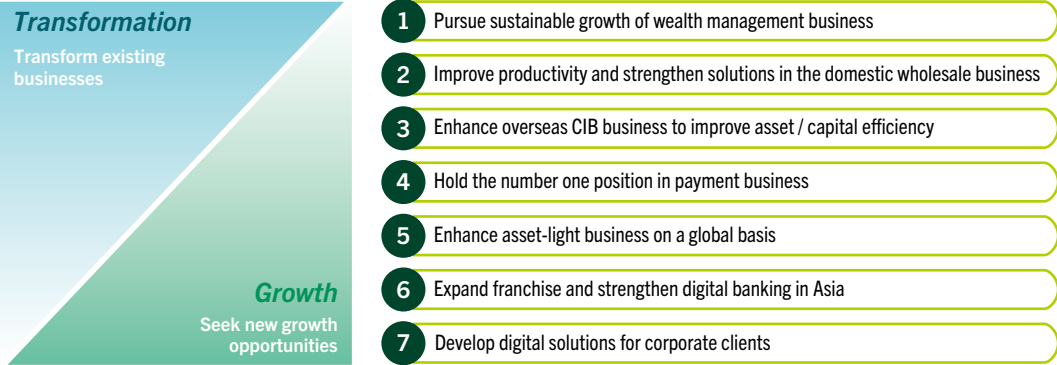 Transformation
Transform existing
businesses
Growth
Seek new growth
opportunities
1 Pursue sustainable growth of wealth management business
2 Improve productivity and strengthen solutions in the domestic wholesale business
3 Enhance overseas CIB business to improve asset / capital efficiency
4 Hold the number one position in payment business
5 Enhance asset-light business on a global basis
6 Expand franchise and strengthen digital banking in Asia
7 Develop digital solutions for corporate clients